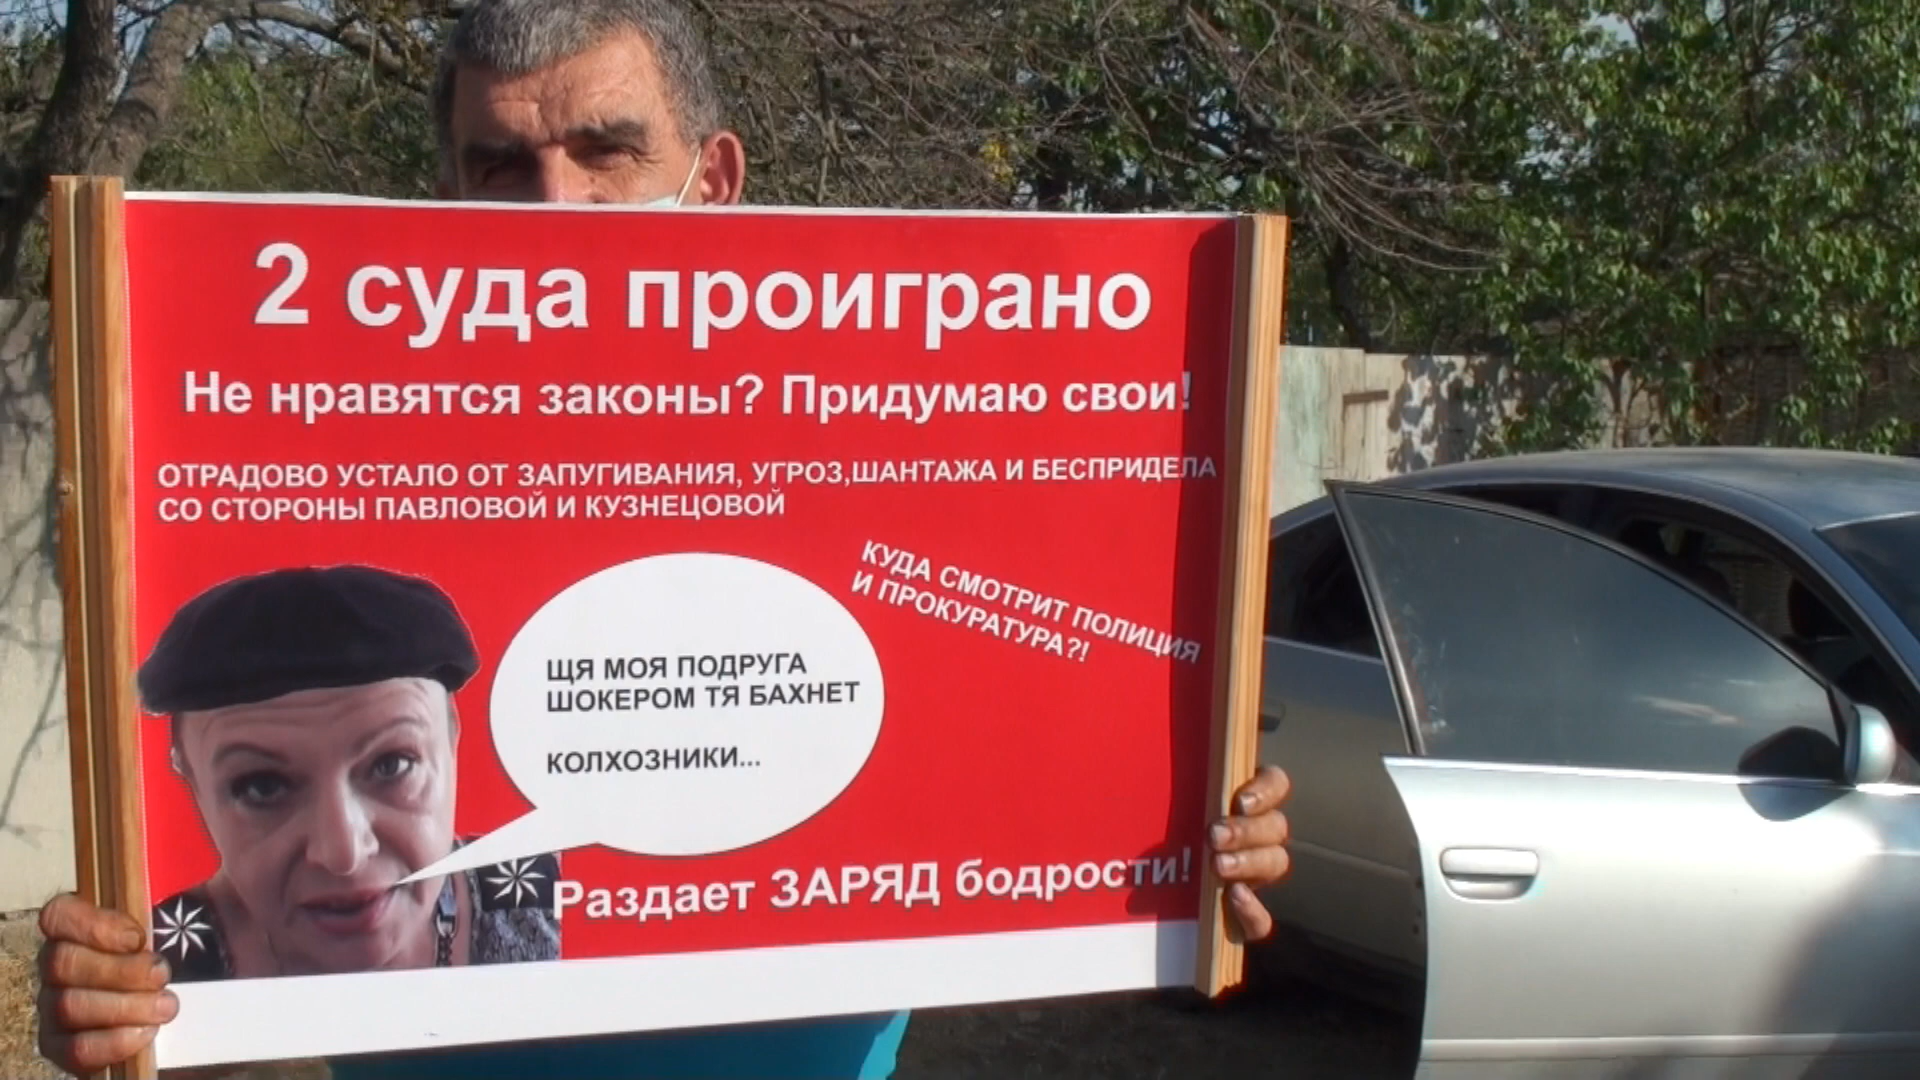 2 суда проиграно
Не нравятся законы? Придумаю свои!
ОТРАДОВО УСТАЛО ОТ ЗАПУГИВАНИЯ, УГРОЗ,ШАНТАЖА И БЕСПРИДЕЛА
СО СТОРОНЫ ПАВЛОВОЙ И КУЗНЕЦОВОЙ
КУДА СМОТРИТ ПОЛИЦИЯ
И ПРОКУРАТУРА?!
ЩЯ МОЯ ПОДРУГА
ШОКЕРОМ ТЯ БАХНЕТ
КОЛХОЗНИКИ...
Раздает ЗАРЯД бодрости!